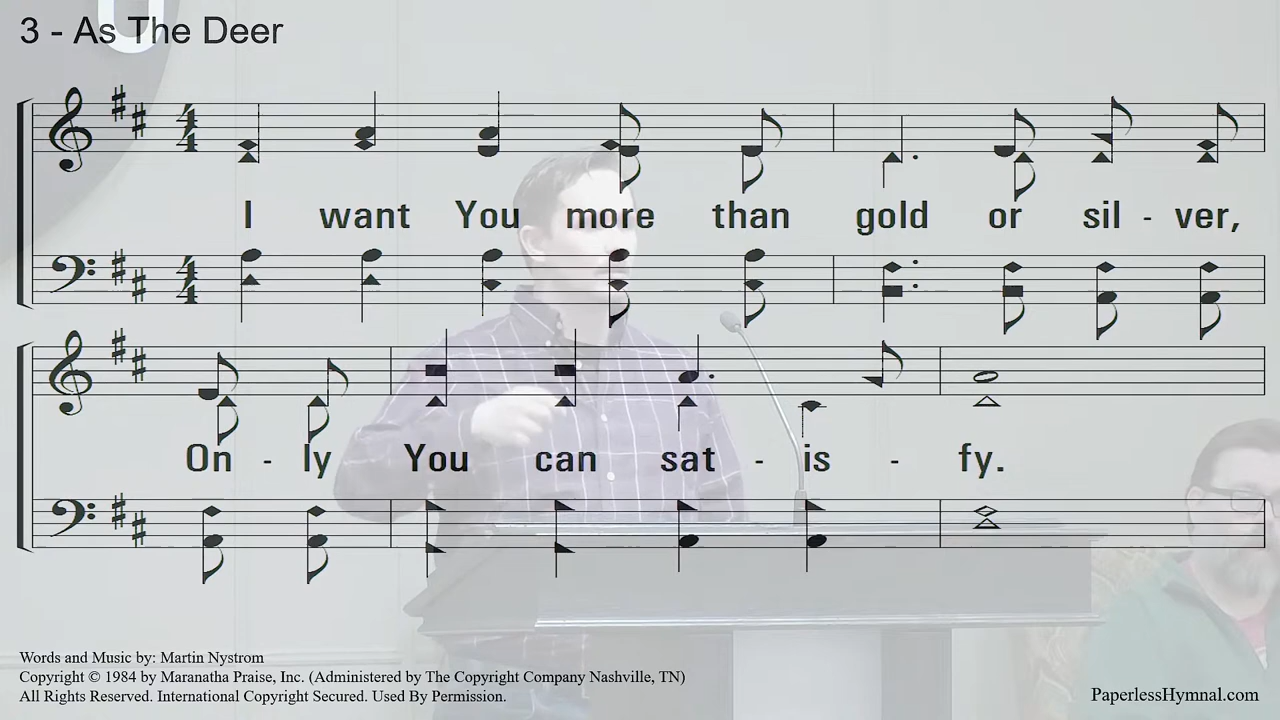 3 - As The Deer
I want You more than gold or sil - ver,
On - ly You can sat - is - fy.
Words and Music by: Martin Nystrom
Copyright © 1984 by Maranatha Praise, Inc. (Administered by The Copyright Company Nashville, TN)
All Rights Reserved. International Copyright Secured. Used By Permission.
PaperlessHymnal.com